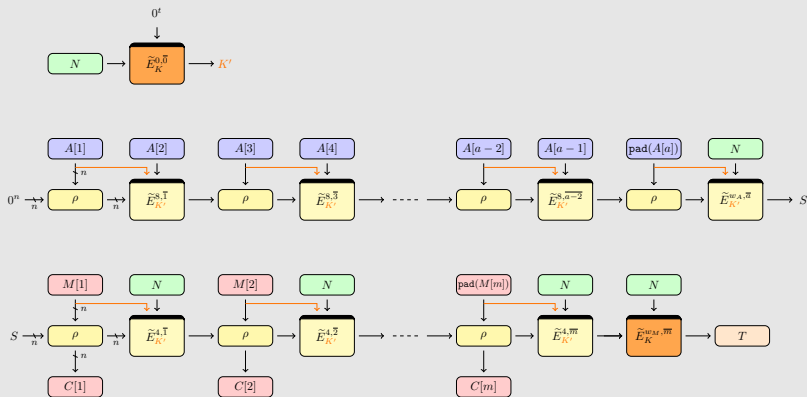 0^t
N → Ẽ_K^{0,0̅} → K′
A[1] A[2] A[3] A[4] A[a − 2] A[a − 1] pad(A[a]) N
n
0^n n ρ n Ẽ_{K′}^{8,1̅} ρ Ẽ_{K′}^{8,3̅} ρ Ẽ_{K′}^{8,\overline{a−2}} ρ Ẽ_{K′}^{w_A,a̅} S
M[1] N M[2] N pad(M[m]) N N
n
S n ρ n Ẽ_{K′}^{4,1̅} ρ Ẽ_{K′}^{4,2̅} ρ Ẽ_{K′}^{4,m̅} Ẽ_K^{w_M,m̅} T
n
C[1] C[2] C[m]